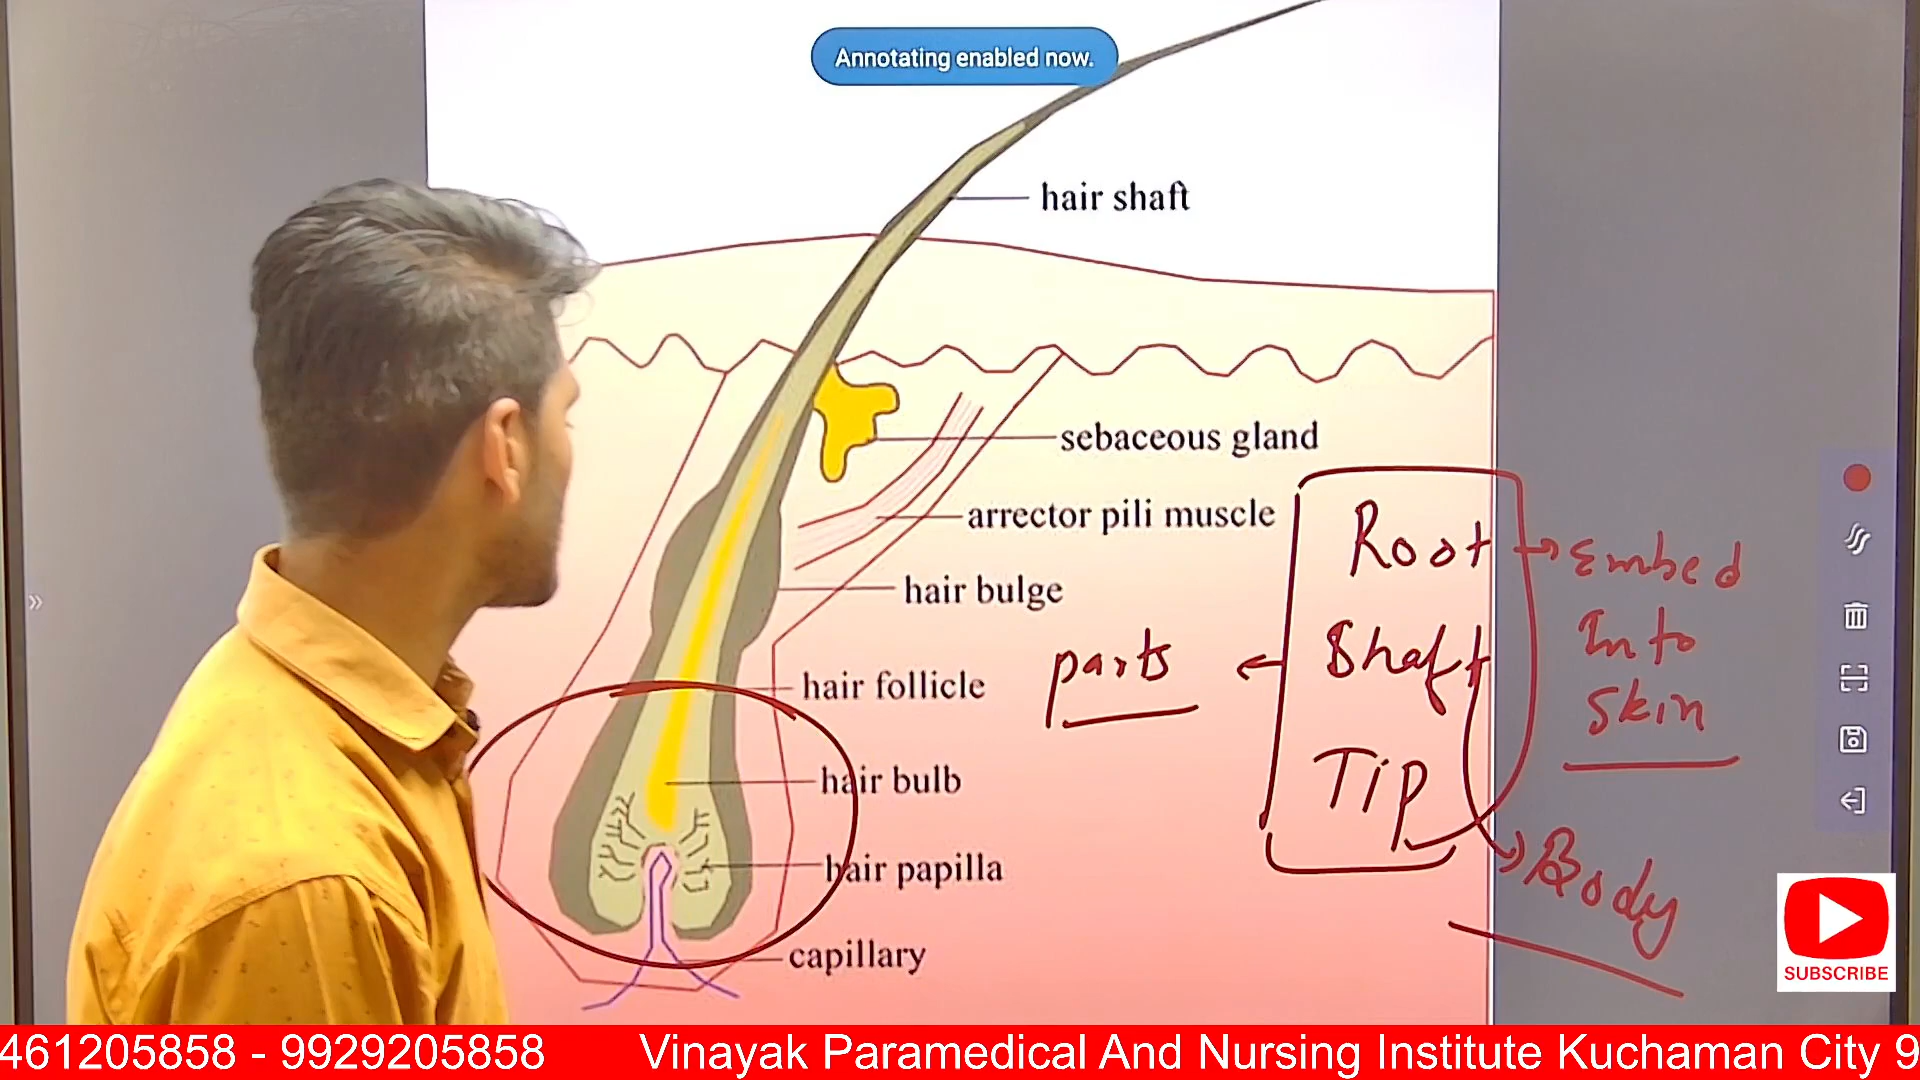 Annotating enabled now.
hair shaft
sebaceous gland
arrector pili muscle
hair bulge
hair follicle
hair bulb
hair papilla
capillary
parts
Root
Shaft
Tip
Embed
Into
Skin
Body
SUBSCRIBE
461205858 - 9929205858 Vinayak Paramedical And Nursing Institute Kuchaman City 9